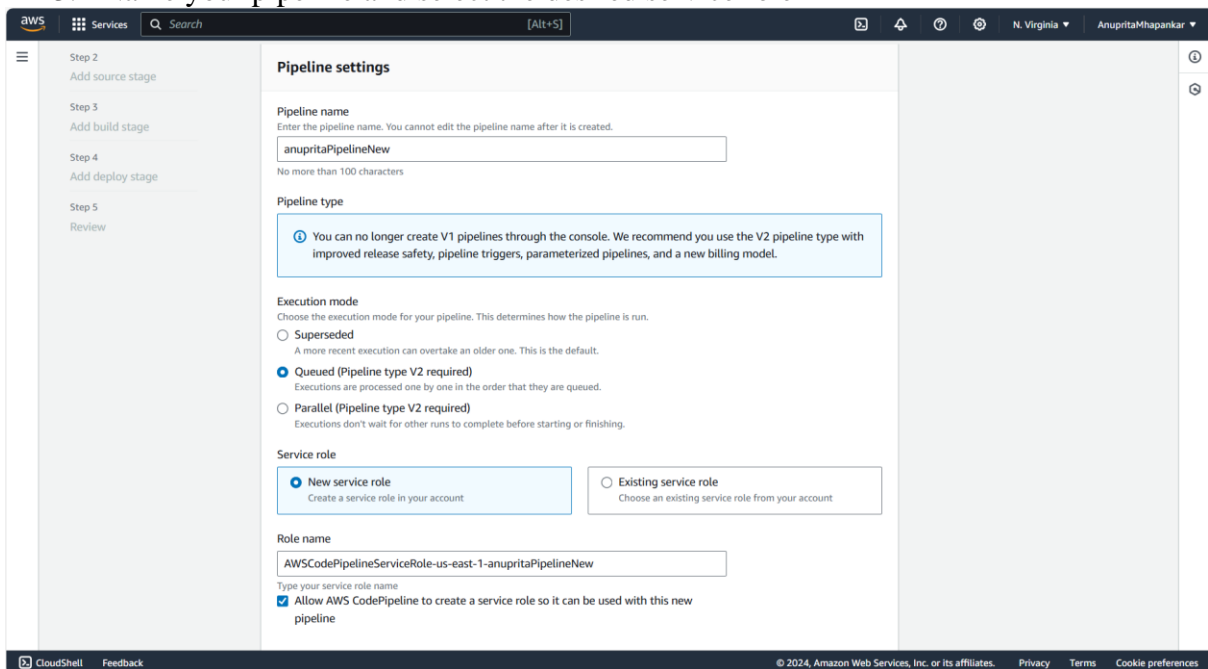 aws
Services
Search
[Alt+S]
N. Virginia ▼
AnupritaMhapankar ▼
Step 2
Add source stage
Step 3
Add build stage
Step 4
Add deploy stage
Step 5
Review
Pipeline settings
Pipeline name
Enter the pipeline name. You cannot edit the pipeline name after it is created.
anupritaPipelineNew
No more than 100 characters
Pipeline type
You can no longer create V1 pipelines through the console. We recommend you use the V2 pipeline type with
improved release safety, pipeline triggers, parameterized pipelines, and a new billing model.
Execution mode
Choose the execution mode for your pipeline. This determines how the pipeline is run.
Superseded
A more recent execution can overtake an older one. This is the default.
Queued (Pipeline type V2 required)
Executions are processed one by one in the order that they are queued.
Parallel (Pipeline type V2 required)
Executions don't wait for other runs to complete before starting or finishing.
Service role
New service role
Create a service role in your account
Existing service role
Choose an existing service role from your account
Role name
AWSCodePipelineServiceRole-us-east-1-anupritaPipelineNew
Type your service role name
Allow AWS CodePipeline to create a service role so it can be used with this new
pipeline
CloudShell
Feedback
© 2024, Amazon Web Services, Inc. or its affiliates.
Privacy
Terms
Cookie preferences